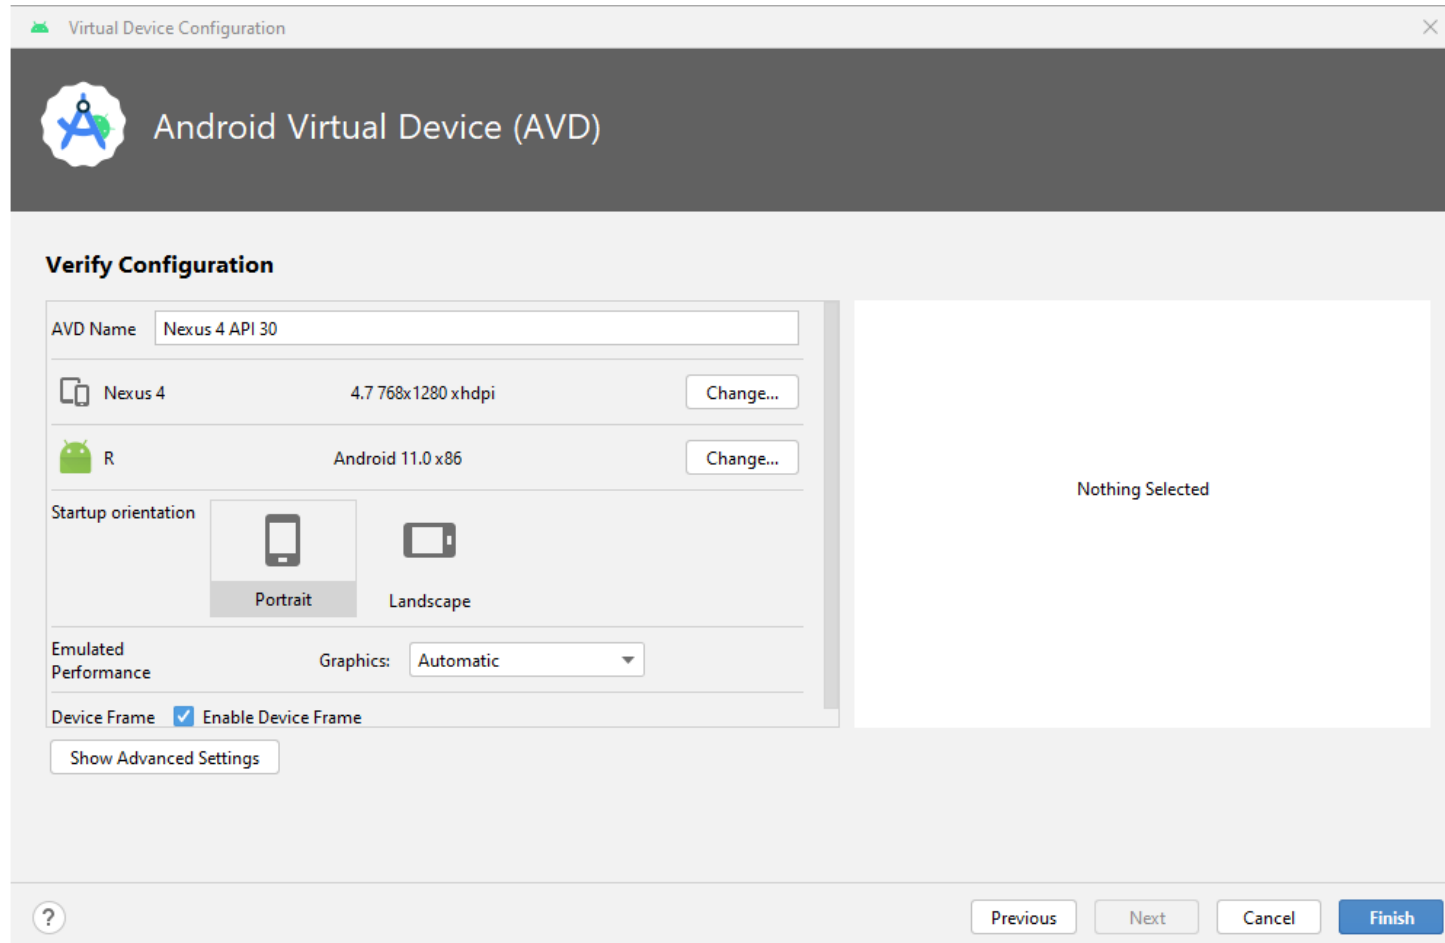 Virtual Device Configuration
Android Virtual Device (AVD)
Verify Configuration
AVD Name Nexus 4 API 30
Nexus 4 4.7 768x1280 xhdpi Change...
R Android 11.0 x86 Change...
Nothing Selected
Startup orientation
Portrait Landscape
Emulated
Performance
Graphics: Automatic
Device Frame Enable Device Frame
Show Advanced Settings
? Previous Next Cancel Finish